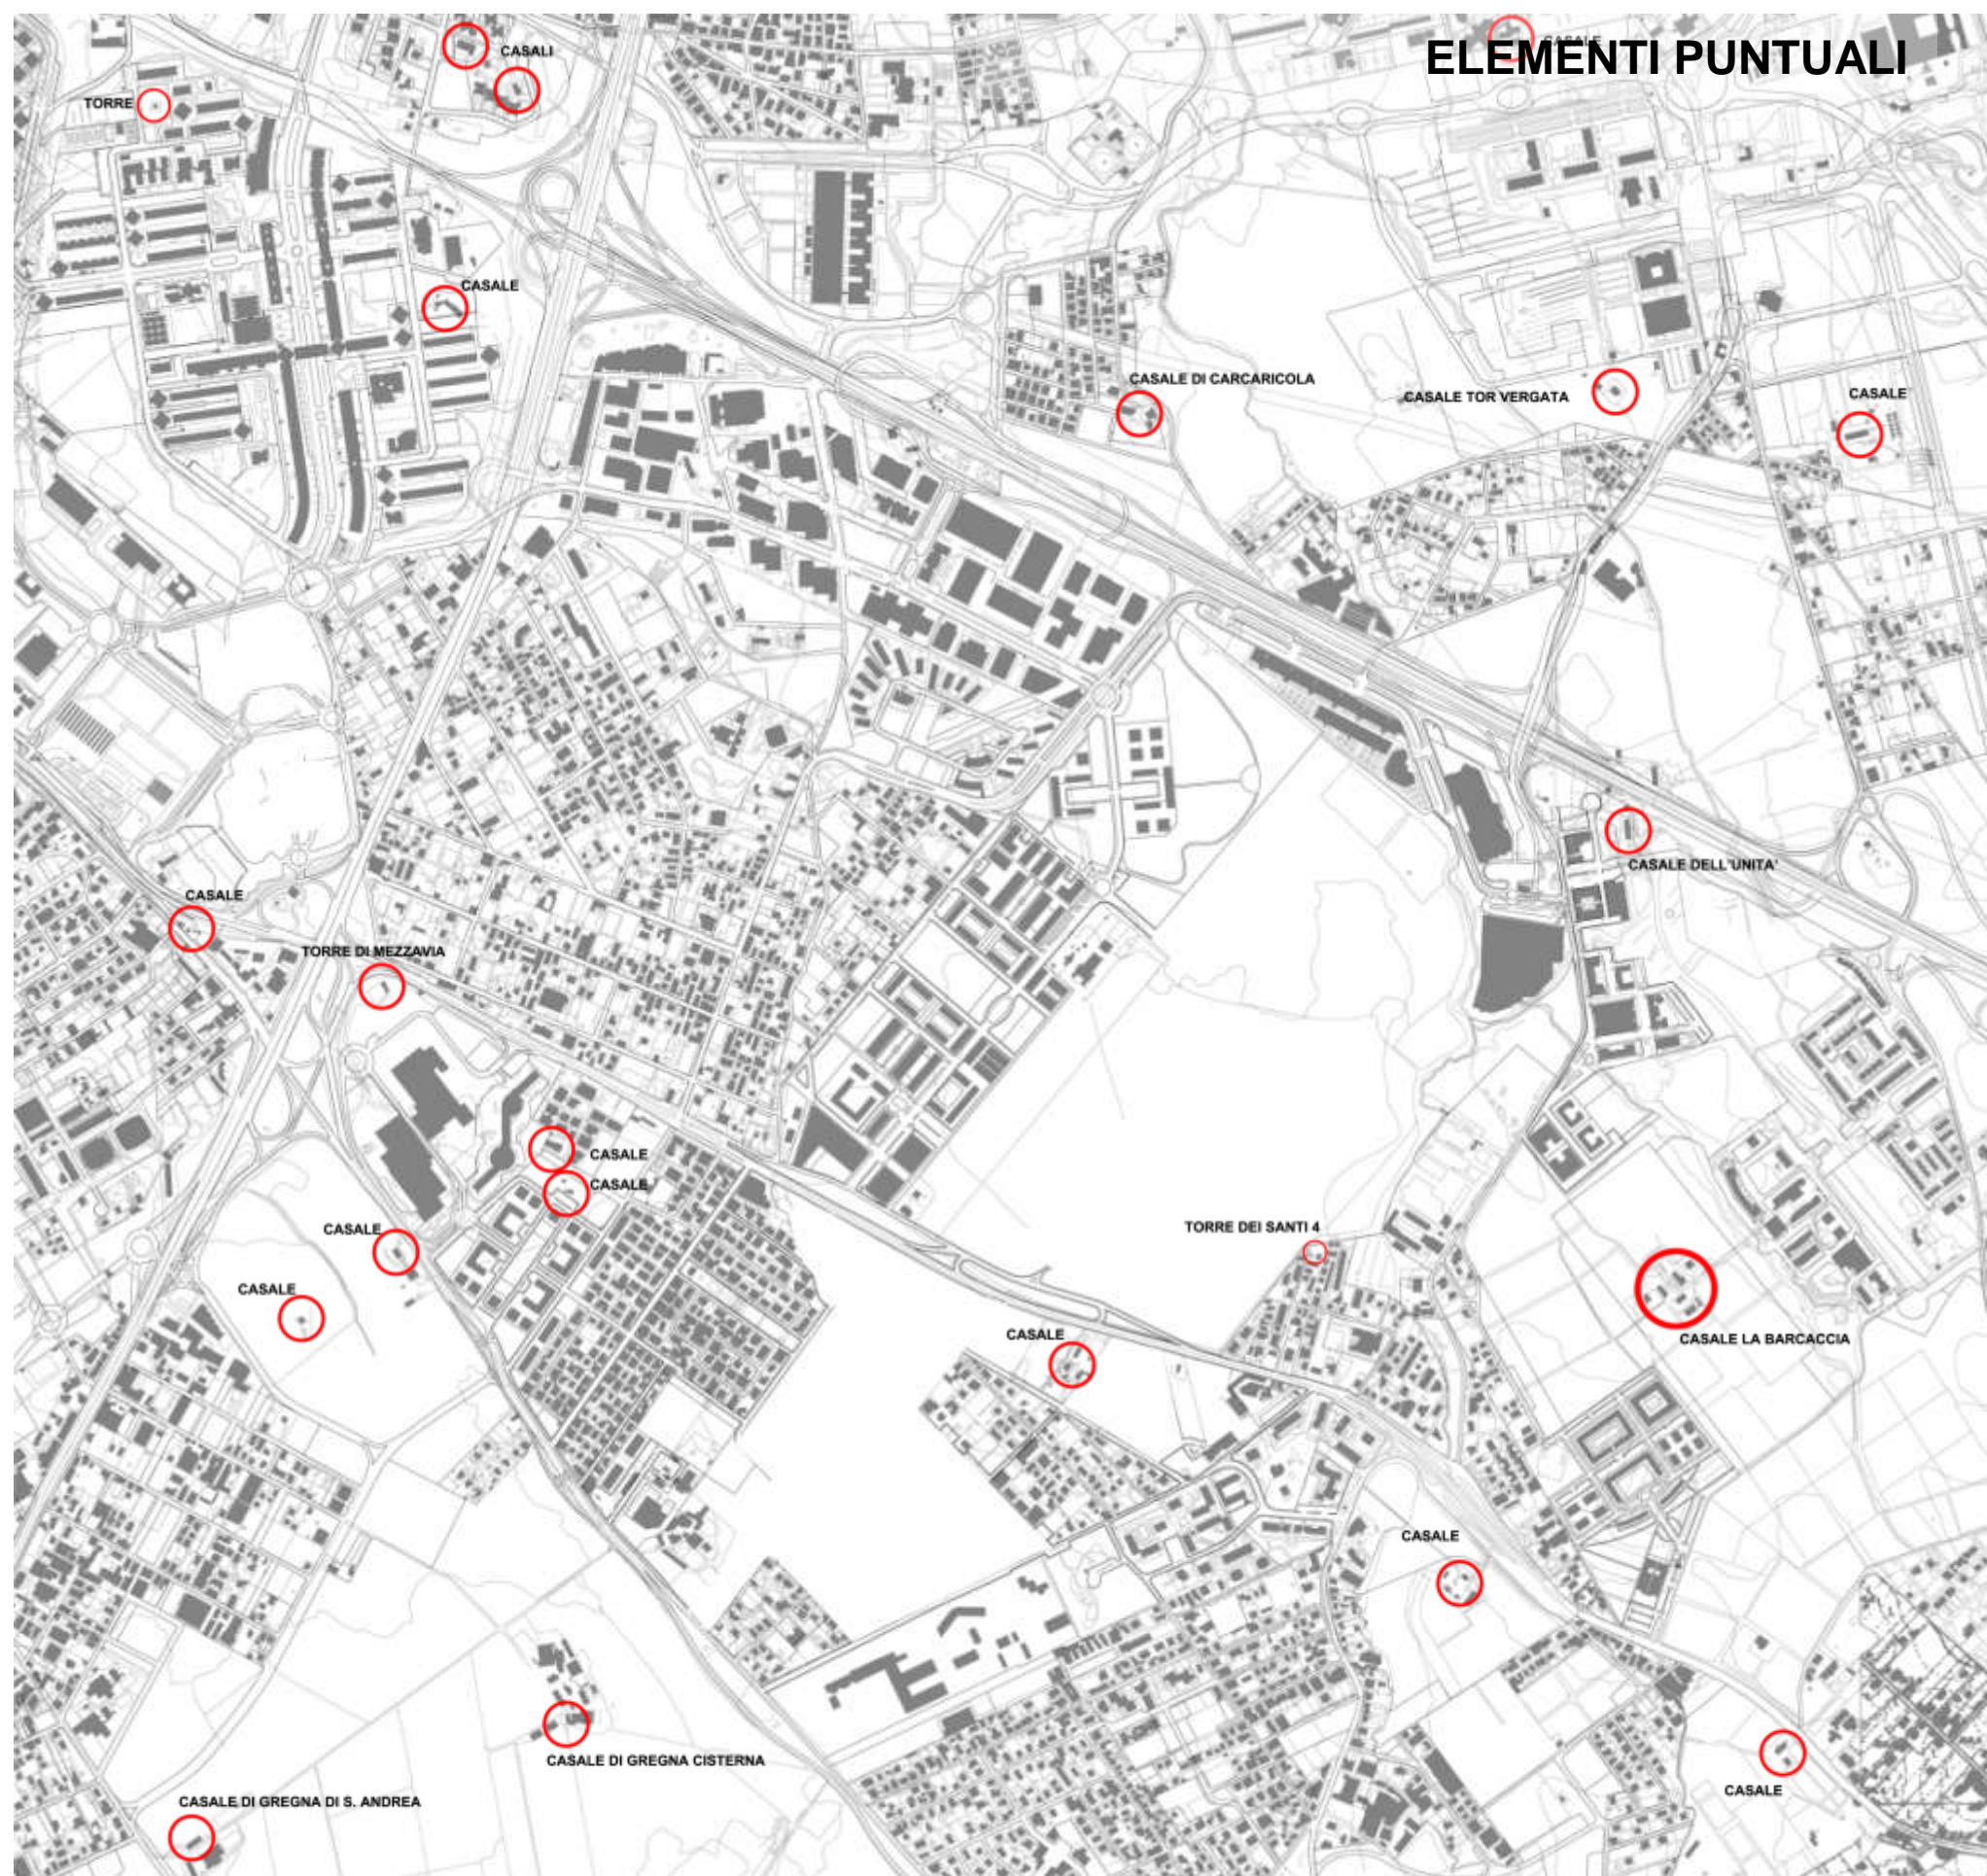 CASALE
ELEMENTI PUNTUALI
CASALI
TORRE
CASALE
CASALE DI CARCARICOLA
CASALE TOR VERGATA
CASALE
CASALE DELL'UNITA'
CASALE
TORRE DI MEZZAVIA
CASALE
CASALE
CASALE
TORRE DEI SANTI 4
CASALE
CASALE
CASALE LA BARCACCIA
CASALE
CASALE DI GREGNA CISTERNA
CASALE
CASALE DI GREGNA DI S. ANDREA